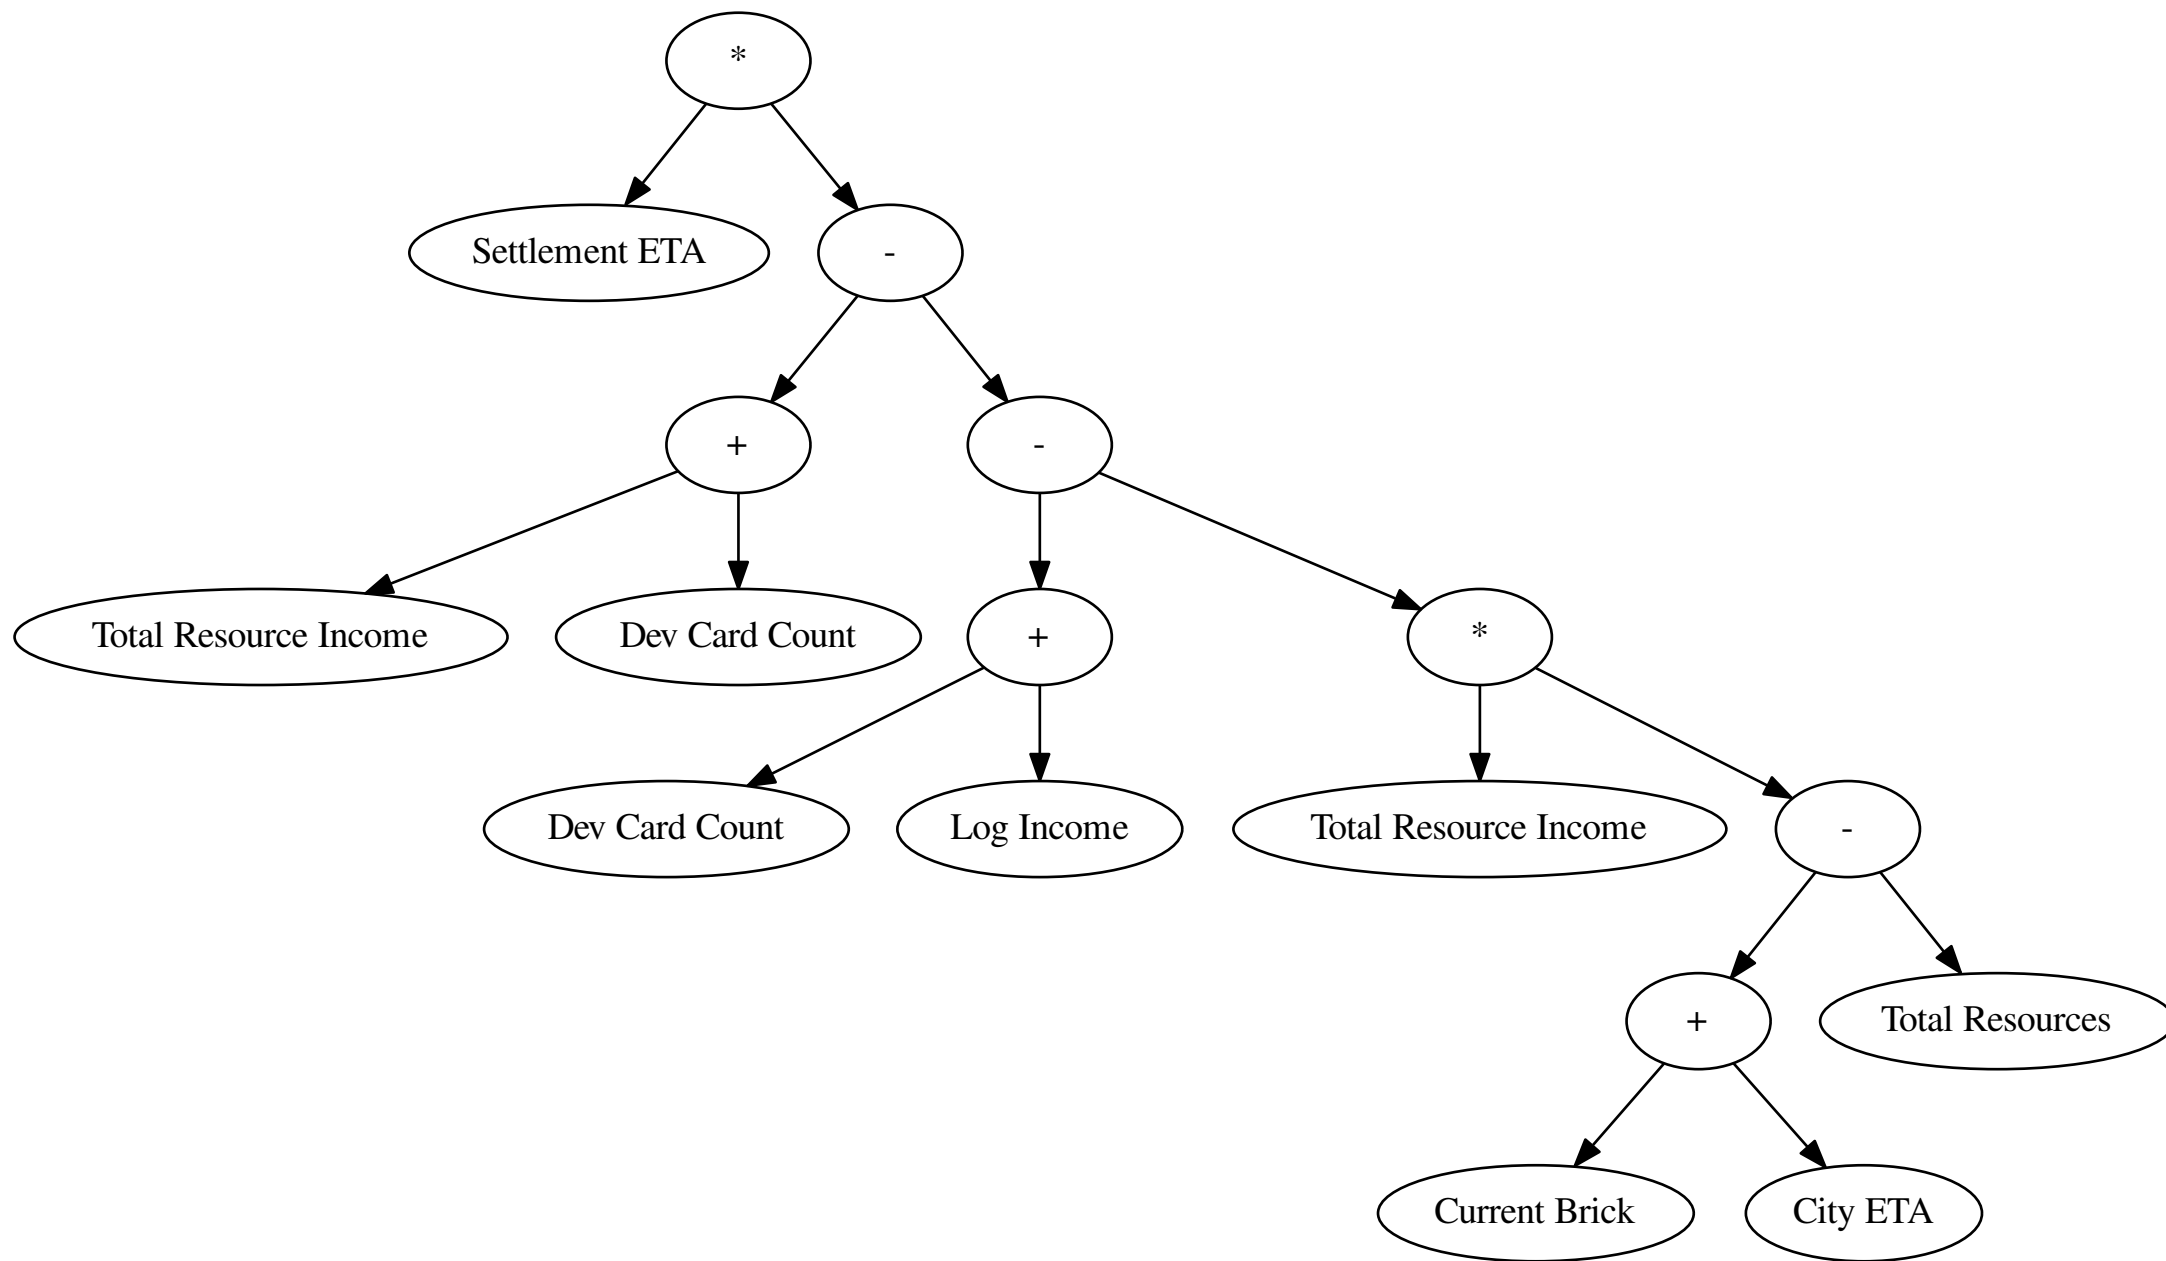 *
Settlement ETA
-
+
-
Total Resource Income
Dev Card Count
+
*
Dev Card Count
Log Income
Total Resource Income
-
+
Total Resources
Current Brick
City ETA